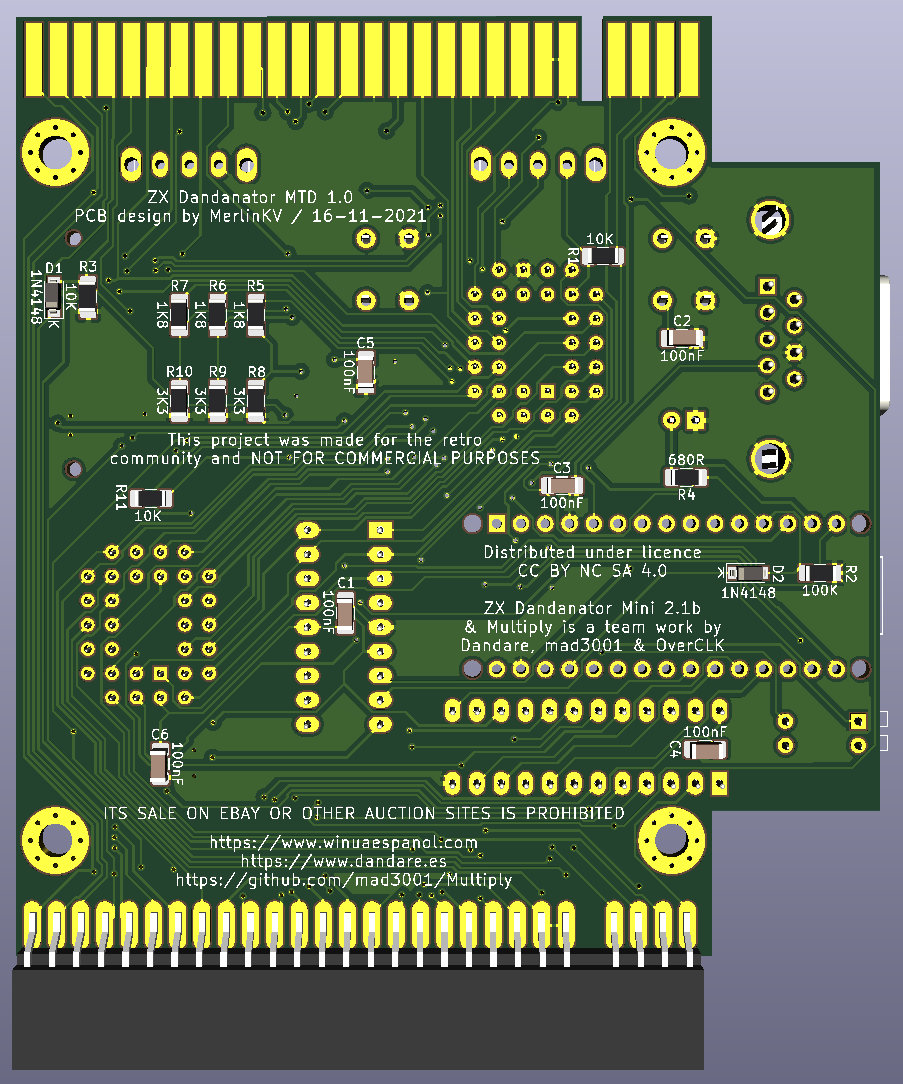 ZX Dandanator MTD 1.0
PCB design by MerlinKV / 16-11-2021
10K
R1
D1
1N4148
K
R3
10K
R7
1K8
R6
1K8
R5
1K8
C2
100nF
C5
100nF
R10
3K3
R9
3K3
R8
3K3
This project was made for the retro
community and NOT FOR COMMERCIAL PURPOSES
680R
R4
C3
100nF
R11
10K
Distributed under licence
CC BY NC SA 4.0
K
D2
1N4148
R2
100K
C1
100nF
ZX Dandanator Mini 2.1b
& Multiply is a team work by
Dandare, mad3001 & OverCLK
C6
100nF
100nF
C4
ITS SALE ON EBAY OR OTHER AUCTION SITES IS PROHIBITED
https://www.winuaespanol.com
https://www.dandare.es
https://github.com/mad3001/Multiply